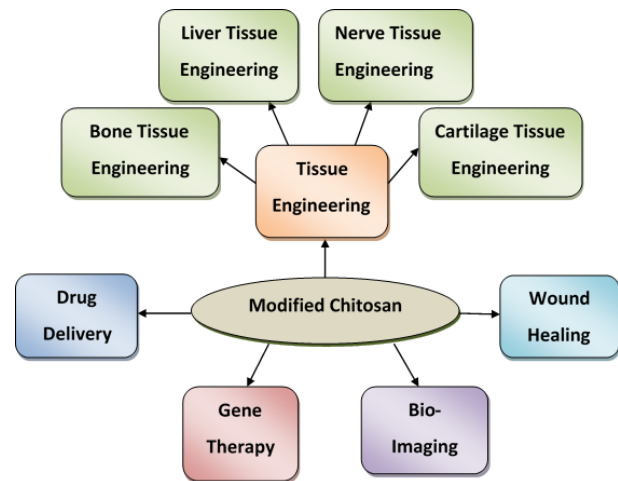 Liver Tissue
Engineering
Nerve Tissue
Engineering
Bone Tissue
Engineering
Cartilage Tissue
Engineering
Tissue
Engineering
Modified Chitosan
Drug
Delivery
Wound
Healing
Gene
Therapy
Bio-
Imaging